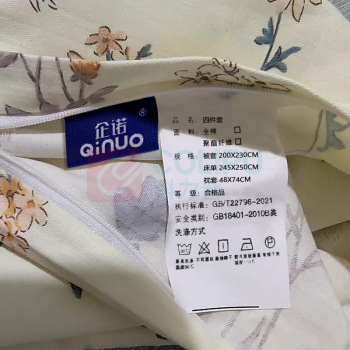 企诺
QINUO
®
品 名: 四件套
面 料: 全棉 □
聚酯纤维 □
规 格: 被套 200X230CM
床单 245X250CM
枕套 48X74CM
等 级: 合格品
执行标准: GB/T22796-2021
安全类别: GB18401-2010B类
洗涤方式